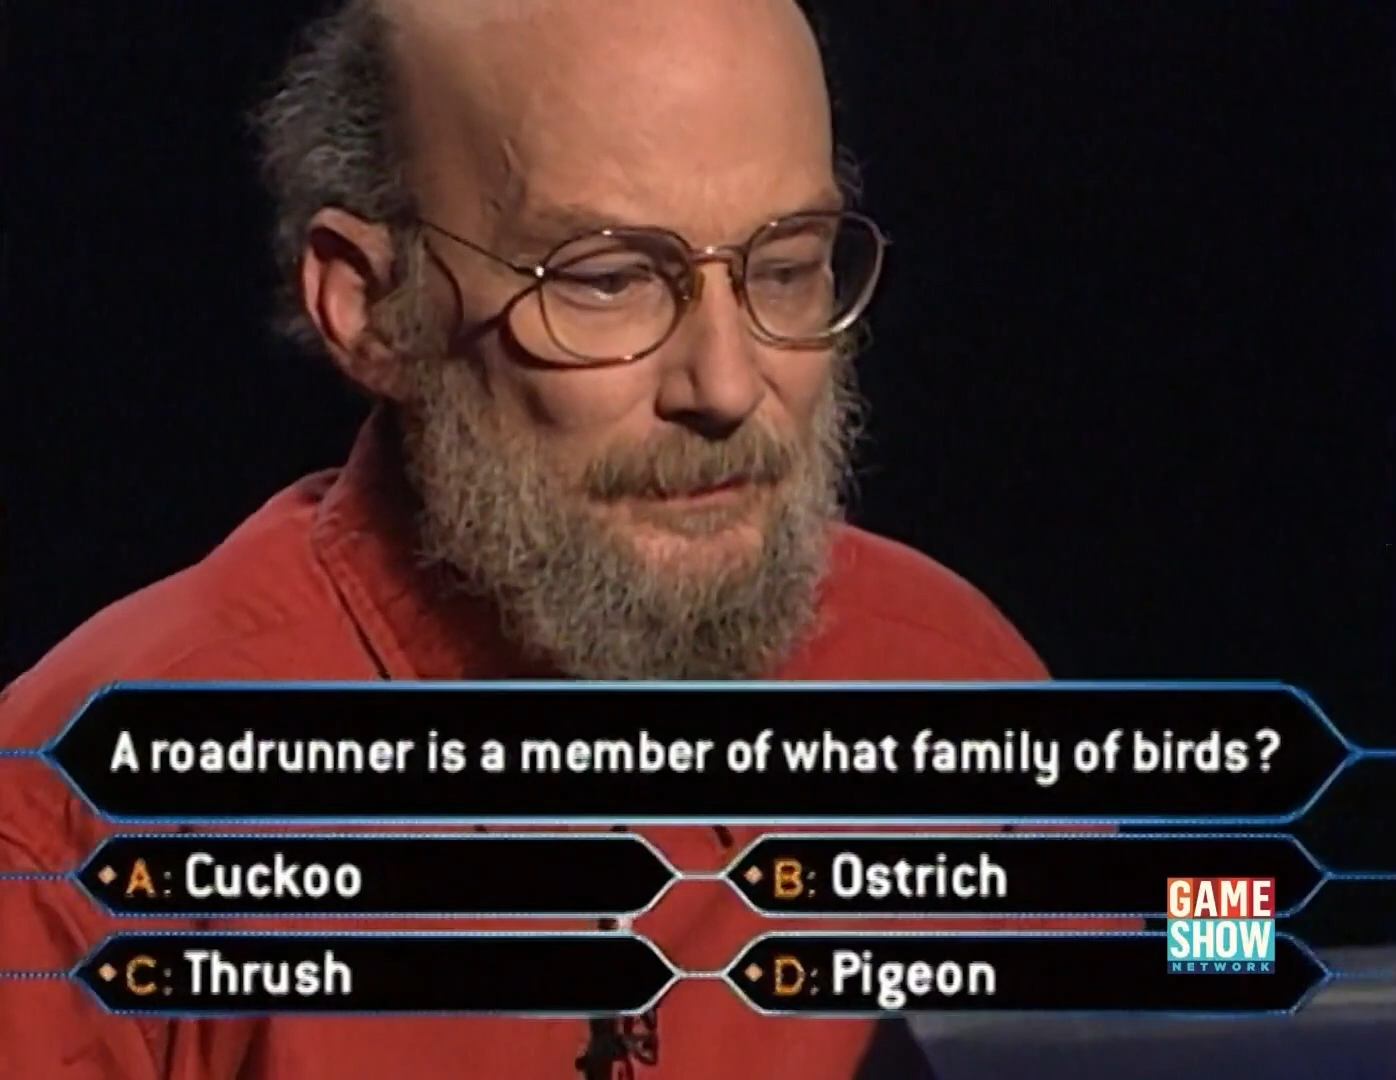 A roadrunner is a member of what family of birds?
A: Cuckoo
B: Ostrich
C: Thrush
D: Pigeon
GAME
SHOW
NETWORK